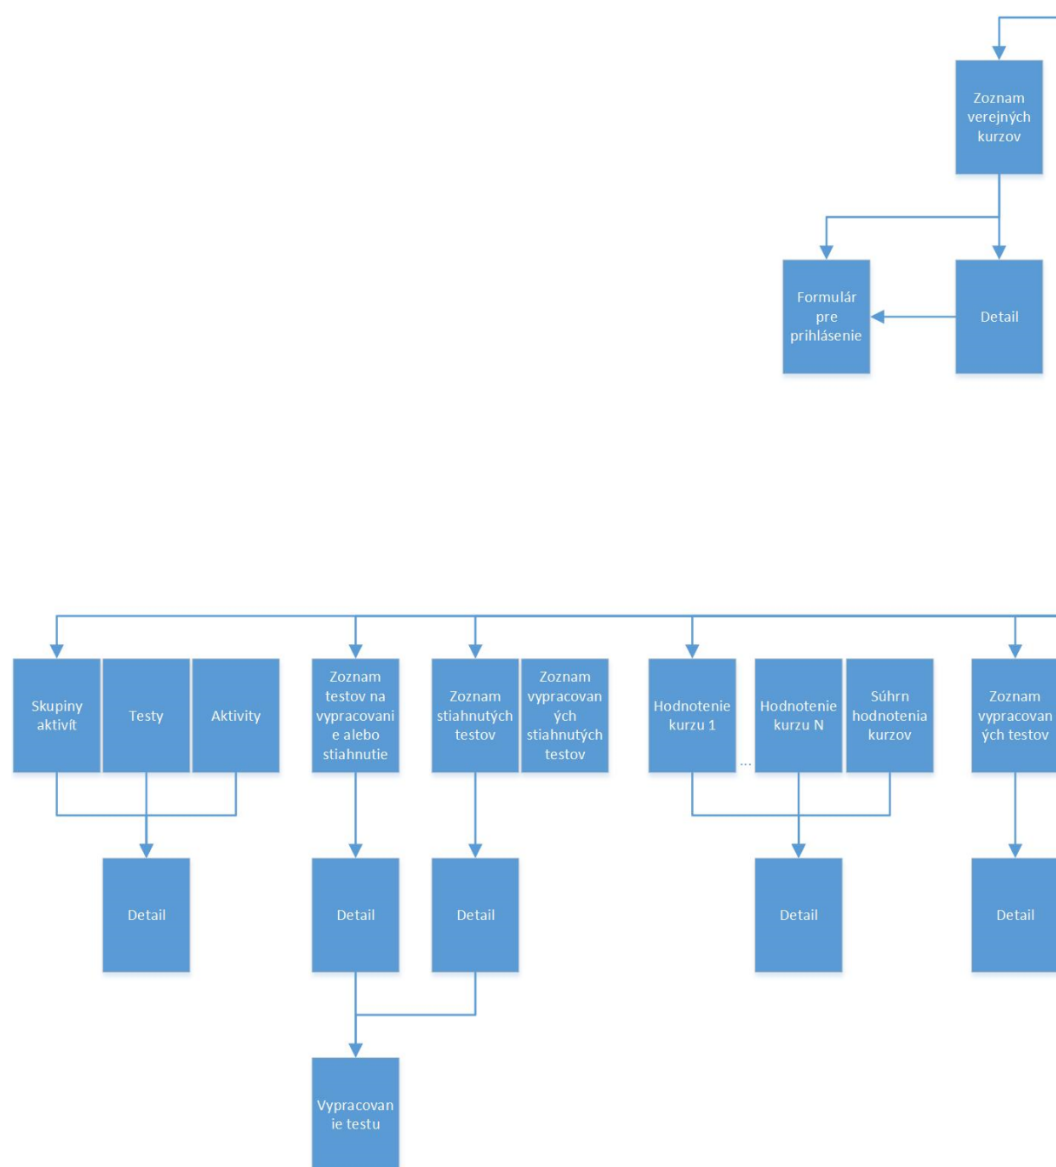 Zoznam
verejných
kurzov
Formulár
pre
prihlásenie
Detail
Skupiny
aktivít
Testy
Aktivity
Zoznam
testov na
vypracovani
e alebo
stiahnutie
Zoznam
stiahnutých
testov
Zoznam
vypracovan
ých
stiahnutých
testov
Hodnotenie
kurzu 1
...
Hodnotenie
kurzu N
Súhrn
hodnotenia
kurzov
Zoznam
vypracovan
ých testov
Detail
Detail
Detail
Detail
Detail
Vypracovan
ie testu